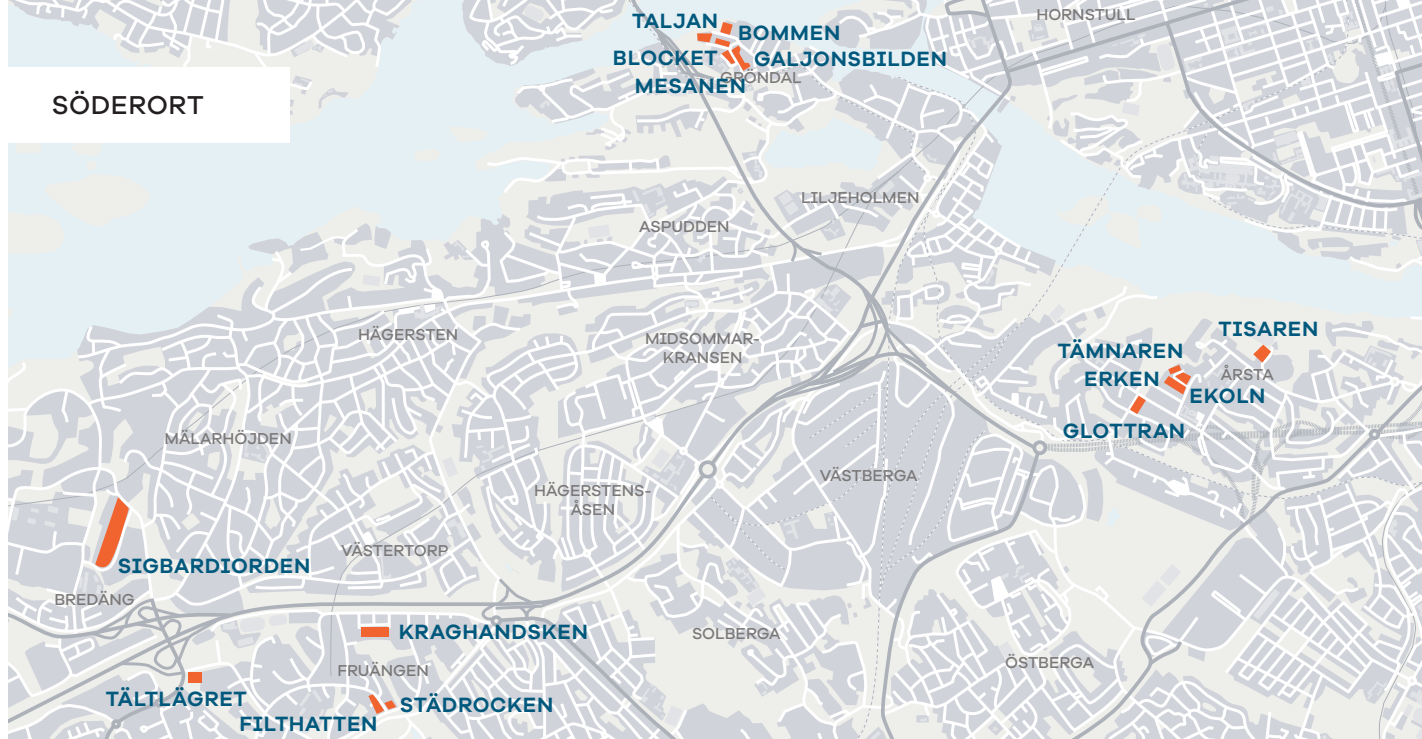 HORNSTULL
TALJAN
BOMMEN
BLOCKET
GALJONSBILDEN
GRÖNDAL
MESANEN
SÖDERORT
LILJEHOLMEN
ASPUDDEN
HÄGERSTEN
MIDSOMMAR-
KRANSEN
TISAREN
TÄMNAREN
ERKEN
ÅRSTA
EKOLN
GLOTTRAN
MÄLARHÖJDEN
VÄSTBERGA
HÄGERSTENS-
ÅSEN
VÄSTERTORP
SIGBARDIORDEN
BREDÄNG
KRAGHANDSKEN
SOLBERGA
ÖSTBERGA
FRUÄNGEN
TÄLTLÄGRET
STÄDROCKEN
FILTHATTEN